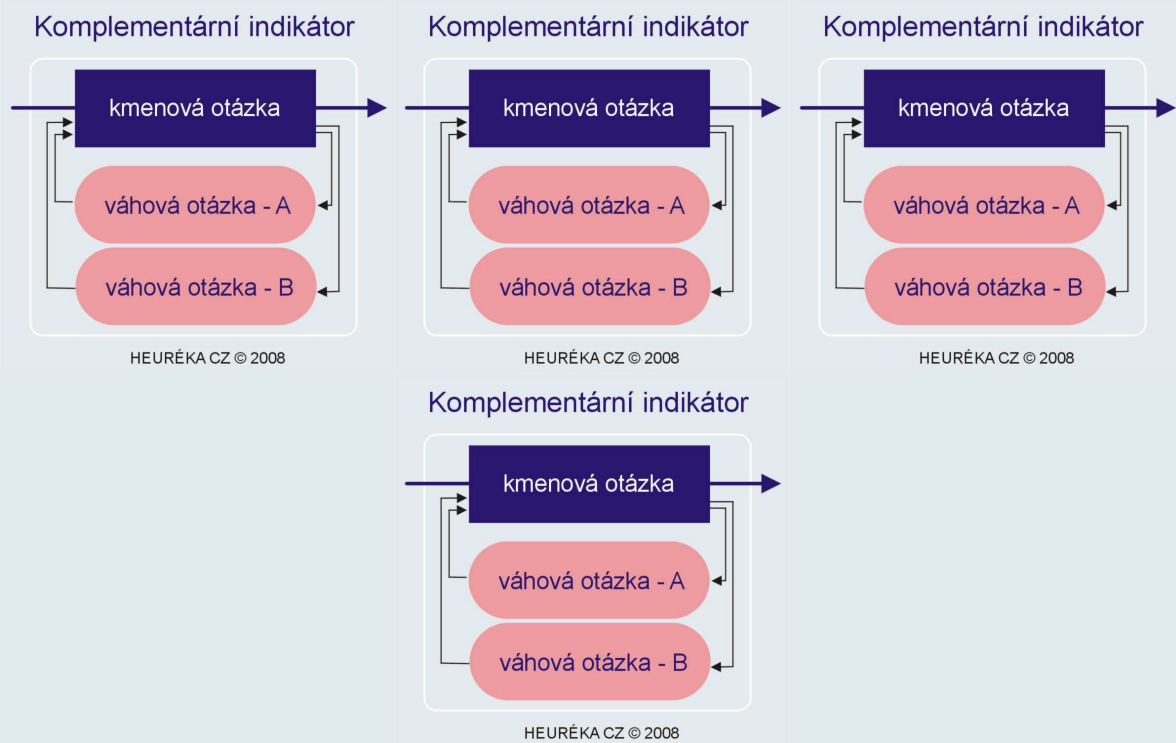 Komplementární indikátor
kmenová otázka
váhová otázka - A
váhová otázka - B
HEURÉKA CZ © 2008
Komplementární indikátor
kmenová otázka
váhová otázka - A
váhová otázka - B
HEURÉKA CZ © 2008
Komplementární indikátor
kmenová otázka
váhová otázka - A
váhová otázka - B
HEURÉKA CZ © 2008
Komplementární indikátor
kmenová otázka
váhová otázka - A
váhová otázka - B
HEURÉKA CZ © 2008